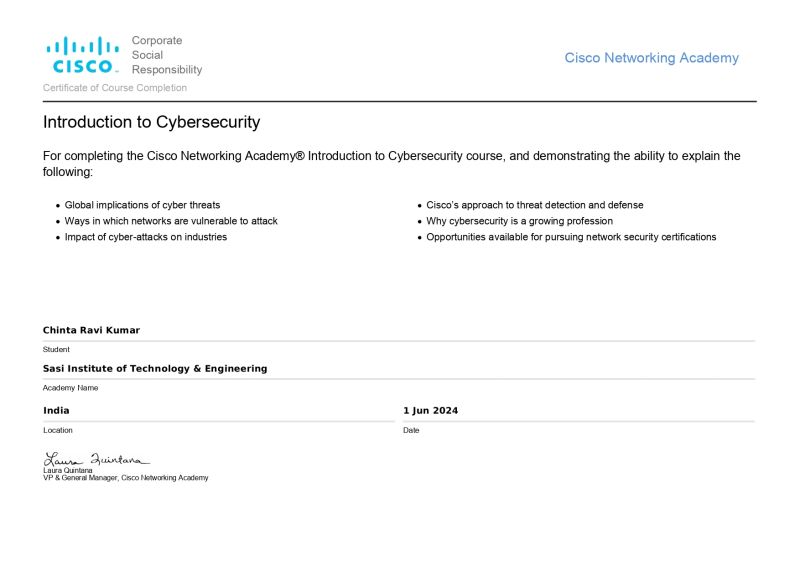 Corporate
Social
Responsibility
CISCO™
Cisco Networking Academy
Certificate of Course Completion
Introduction to Cybersecurity
For completing the Cisco Networking Academy® Introduction to Cybersecurity course, and demonstrating the ability to explain the
following:
• Global implications of cyber threats
• Ways in which networks are vulnerable to attack
• Impact of cyber-attacks on industries
• Cisco’s approach to threat detection and defense
• Why cybersecurity is a growing profession
• Opportunities available for pursuing network security certifications
Chinta Ravi Kumar
Student
Sasi Institute of Technology & Engineering
Academy Name
India
Location
1 Jun 2024
Date
Laura Quintana
Laura Quintana
VP & General Manager, Cisco Networking Academy